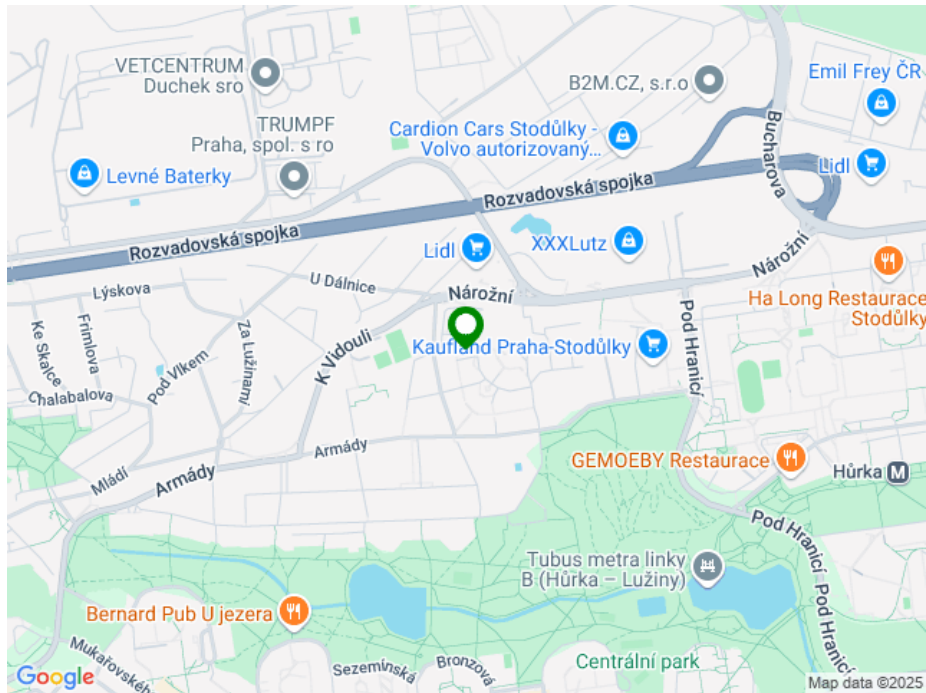 VETCENTRUM
Duchek sro
B2M.CZ, s.r.o
Emil Frey ČR
TRUMPF
Praha, spol. s ro
Cardion Cars Stodůlky -
Volvo autorizovaný...
Bucharova
Levné Baterky
Lidl
Rozvadovská spojka
Rozvadovská spojka
Lidl
XXXLutz
Nárožní
Lýskova
U Dálnice
Nárožní
Ha Long Restaurace
Stodůlky
Ke Skalce
Frimlova
Za Lužinami
Pod Vlkem
K Vidouli
Kaufland Praha-Stodůlky
Pod Hranicí
Chalabalova
Armády
Mládí
Armády
GEMOEBY Restaurace
Hůrka M
Pod Hranicí
Tubus metra linky
B (Hůrka – Lužiny)
Pod Hranicí
Bernard Pub U jezera
Mukařovského
Sezemínská
Bronzová
Centrální park
Google
Map data ©2025